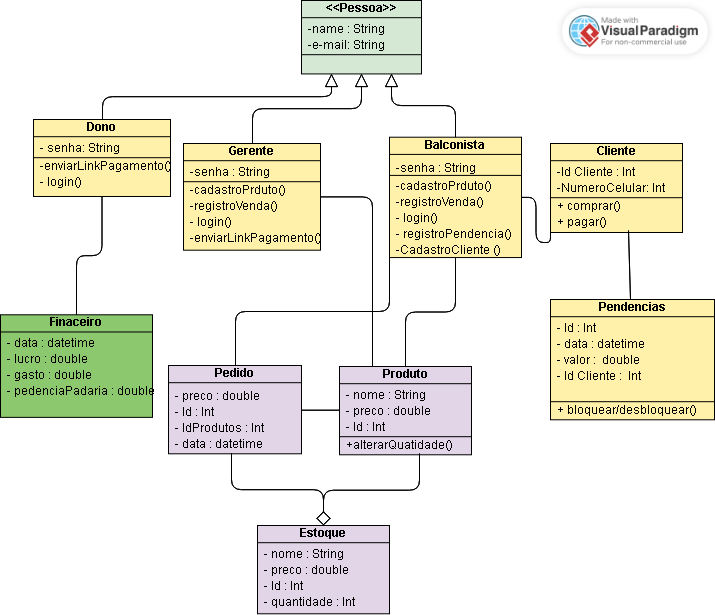 <<Pessoa>>
-name : String
-e-mail: String
Made with
VisualParadigm
For non-commercial use
Dono
- senha: String
-enviarLinkPagamento()
- login()
Gerente
-senha : String
-cadastroPrduto()
-registroVenda()
- login()
-enviarLinkPagamento()
Balconista
-senha : String
-cadastroPrduto()
-registroVenda()
- login()
- registroPendencia()
-CadastroCliente ()
Cliente
-Id Cliente : Int
-NumeroCelular: Int
+ comprar()
+ pagar()
Finaceiro
- data : datetime
- lucro : double
- gasto : double
- pedenciaPadaria : double
Pendencias
- Id : Int
- data : datetime
- valor : double
- Id Cliente : Int
+ bloquear/desbloquear()
Pedido
- preco : double
- Id : Int
- IdProdutos : Int
- data : datetime
Produto
- nome : String
- preco : double
- Id : Int
+alterarQuatidade()
Estoque
- nome : String
- preco : double
- Id : Int
- quantidade : Int